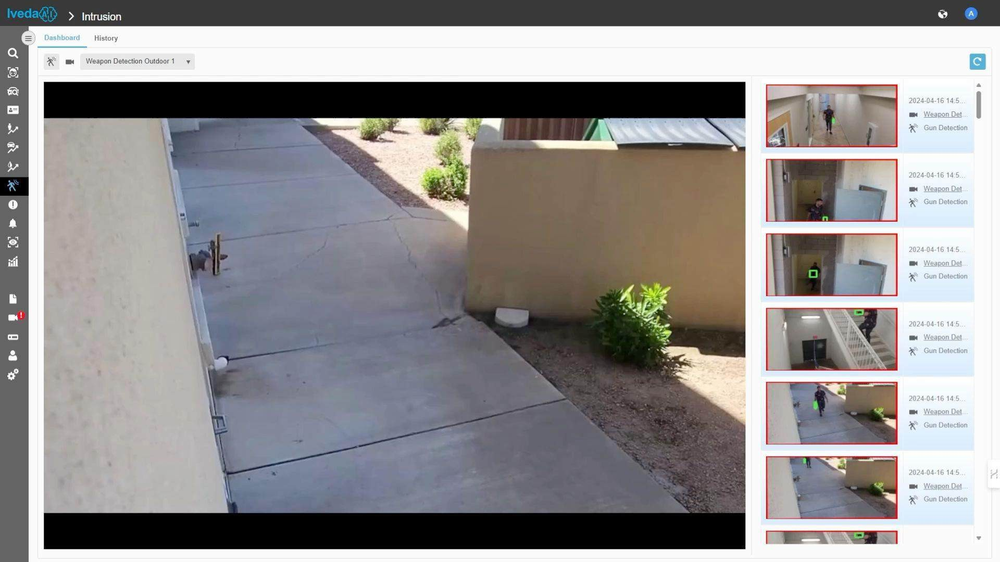 IvedaAI
Intrusion
A
Dashboard
History
Weapon Detection Outdoor 1
2024-04-16 14:5...
Weapon Det...
Gun Detection
2024-04-16 14:5...
Weapon Det...
Gun Detection
2024-04-16 14:5...
Weapon Det...
Gun Detection
2024-04-16 14:5...
Weapon Det...
Gun Detection
2024-04-16 14:5...
Weapon Det...
Gun Detection
2024-04-16 14:5...
Weapon Det...
Gun Detection